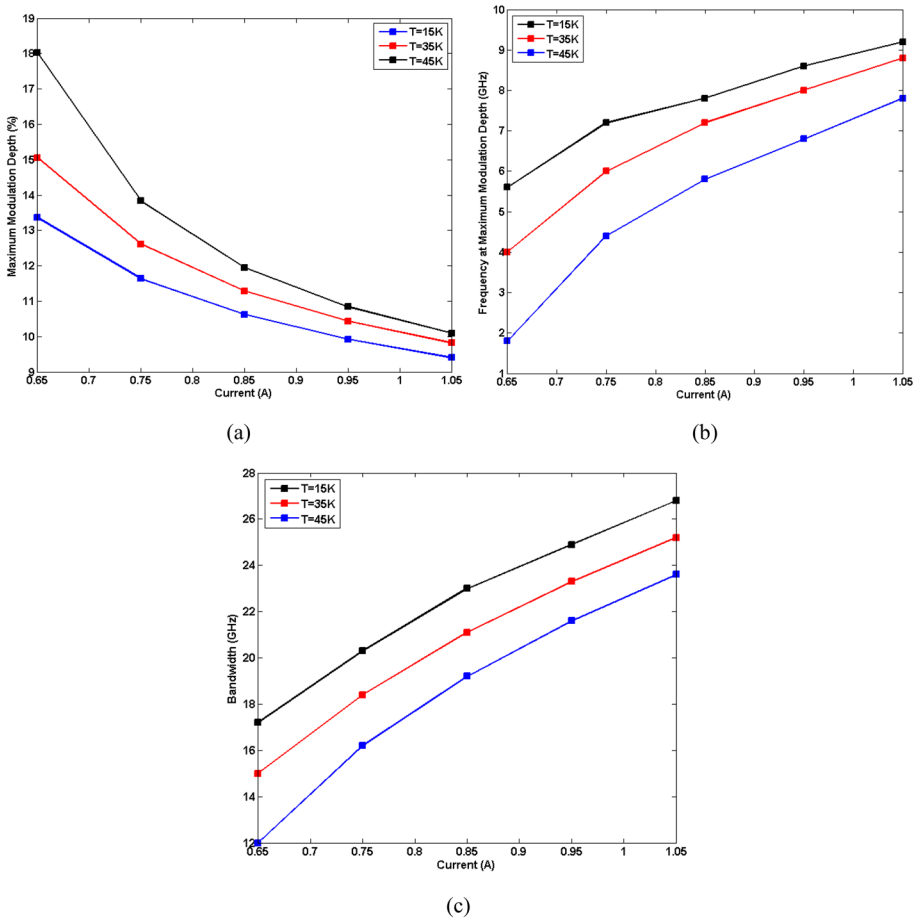 19
18
17
16
15
14
13
12
11
10
9
Maximum Modulation Depth (%)
T=15K
T=35K
T=45K
0.65 0.7 0.75 0.8 0.85 0.9 0.95 1 1.05
Current (A)
(a)
10
9
8
7
6
5
4
3
2
1
Frequency at Maximum Modulation Depth (GHz)
T=15K
T=35K
T=45K
0.65 0.7 0.75 0.8 0.85 0.9 0.95 1 1.05
Current (A)
(b)
28
26
24
22
20
18
16
14
12
Bandwidth (GHz)
T=15K
T=35K
T=45K
0.65 0.7 0.75 0.8 0.85 0.9 0.95 1 1.05
Current (A)
(c)